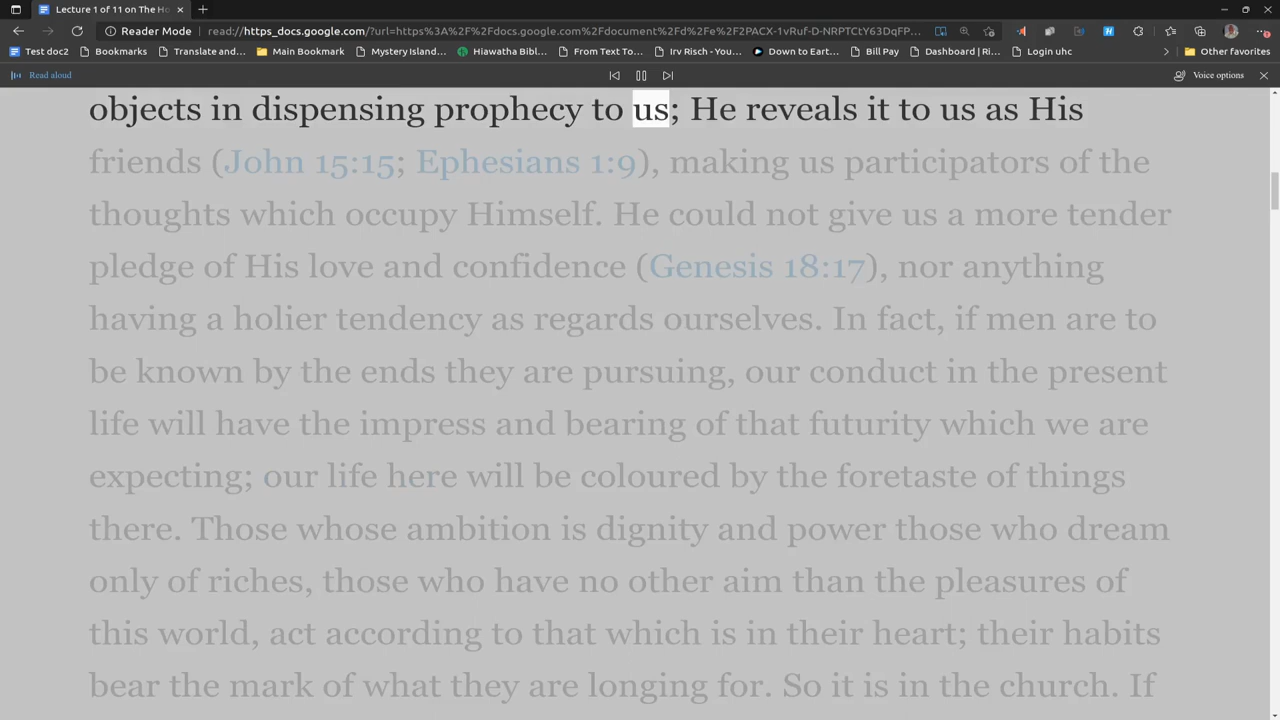 Lecture 1 of 11 on The Ho
Reader Mode
read://https_docs.google.com/?url=https%3A%2F%2Fdocs.google.com%2Fdocument%2Fd%2Fe%2F2PACX-1vRuf-D-NRPTCtY63DqFP...
Test doc2 Bookmarks Translate and... Main Bookmark Mystery Island... Hiawatha Bibl... From Text To... Irv Risch - You... Down to Eart... Bill Pay Dashboard | Ri... Login uhc Other favorites
Read aloud Voice options
objects in dispensing prophecy to us; He reveals it to us as His
friends (John 15:15; Ephesians 1:9), making us participators of the
thoughts which occupy Himself. He could not give us a more tender
pledge of His love and confidence (Genesis 18:17), nor anything
having a holier tendency as regards ourselves. In fact, if men are to
be known by the ends they are pursuing, our conduct in the present
life will have the impress and bearing of that futurity which we are
expecting; our life here will be coloured by the foretaste of things
there. Those whose ambition is dignity and power those who dream
only of riches, those who have no other aim than the pleasures of
this world, act according to that which is in their heart; their habits
bear the mark of what they are longing for. So it is in the church. If